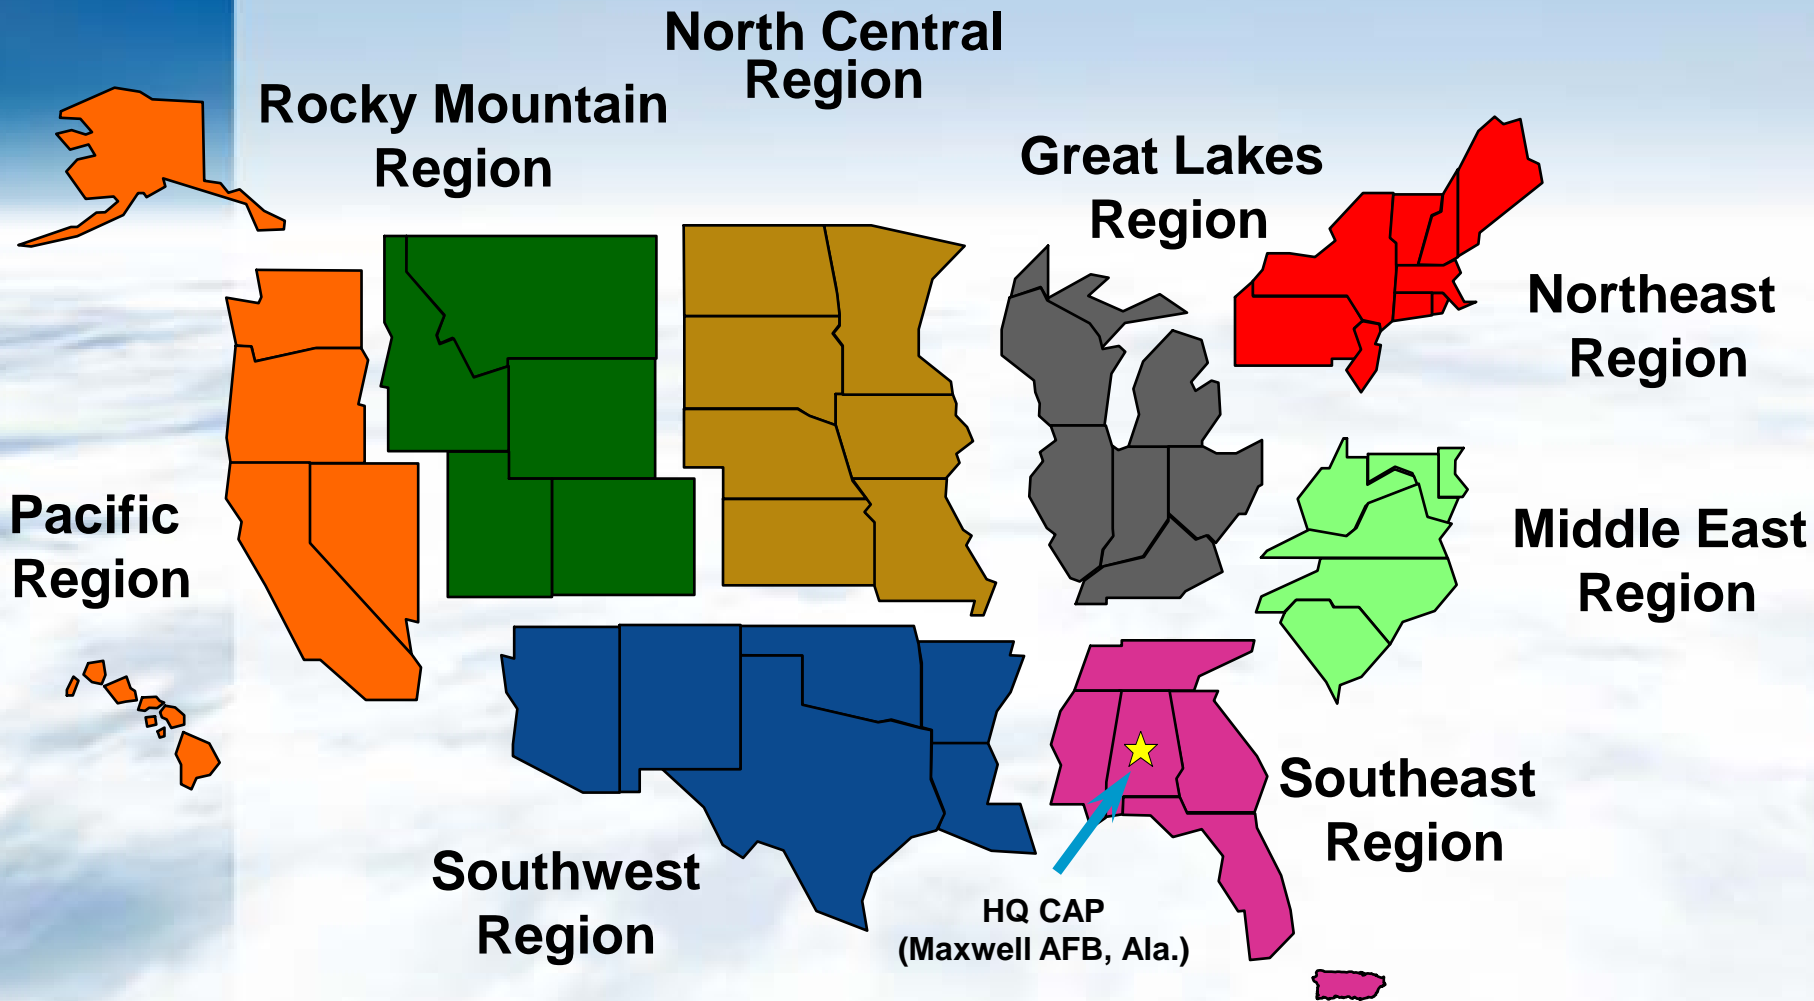 North Central
Region
Rocky Mountain
Region
Great Lakes
Region
Northeast
Region
Pacific
Region
Middle East
Region
Southeast
Region
Southwest
Region
HQ CAP
(Maxwell AFB, Ala.)